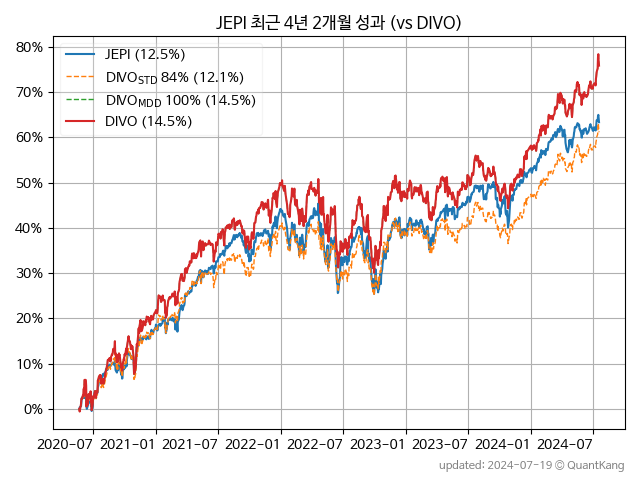 JEPI 최근 4년 2개월 성과 (vs DIVO)
JEPI (12.5%)
DIVO_STD 84% (12.1%)
DIVO_MDD 100% (14.5%)
DIVO (14.5%)
80%
70%
60%
50%
40%
30%
20%
10%
0%
2020-07 2021-01 2021-07 2022-01 2022-07 2023-01 2023-07 2024-01 2024-07
updated: 2024-07-19 © QuantKang